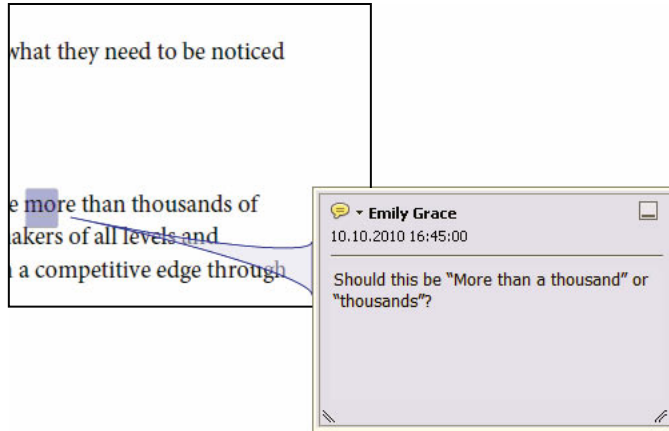 what they need to be noticed
e more than thousands of
akers of all levels and
a competitive edge through
Emily Grace
10.10.2010 16:45:00
Should this be “More than a thousand” or
“thousands”?